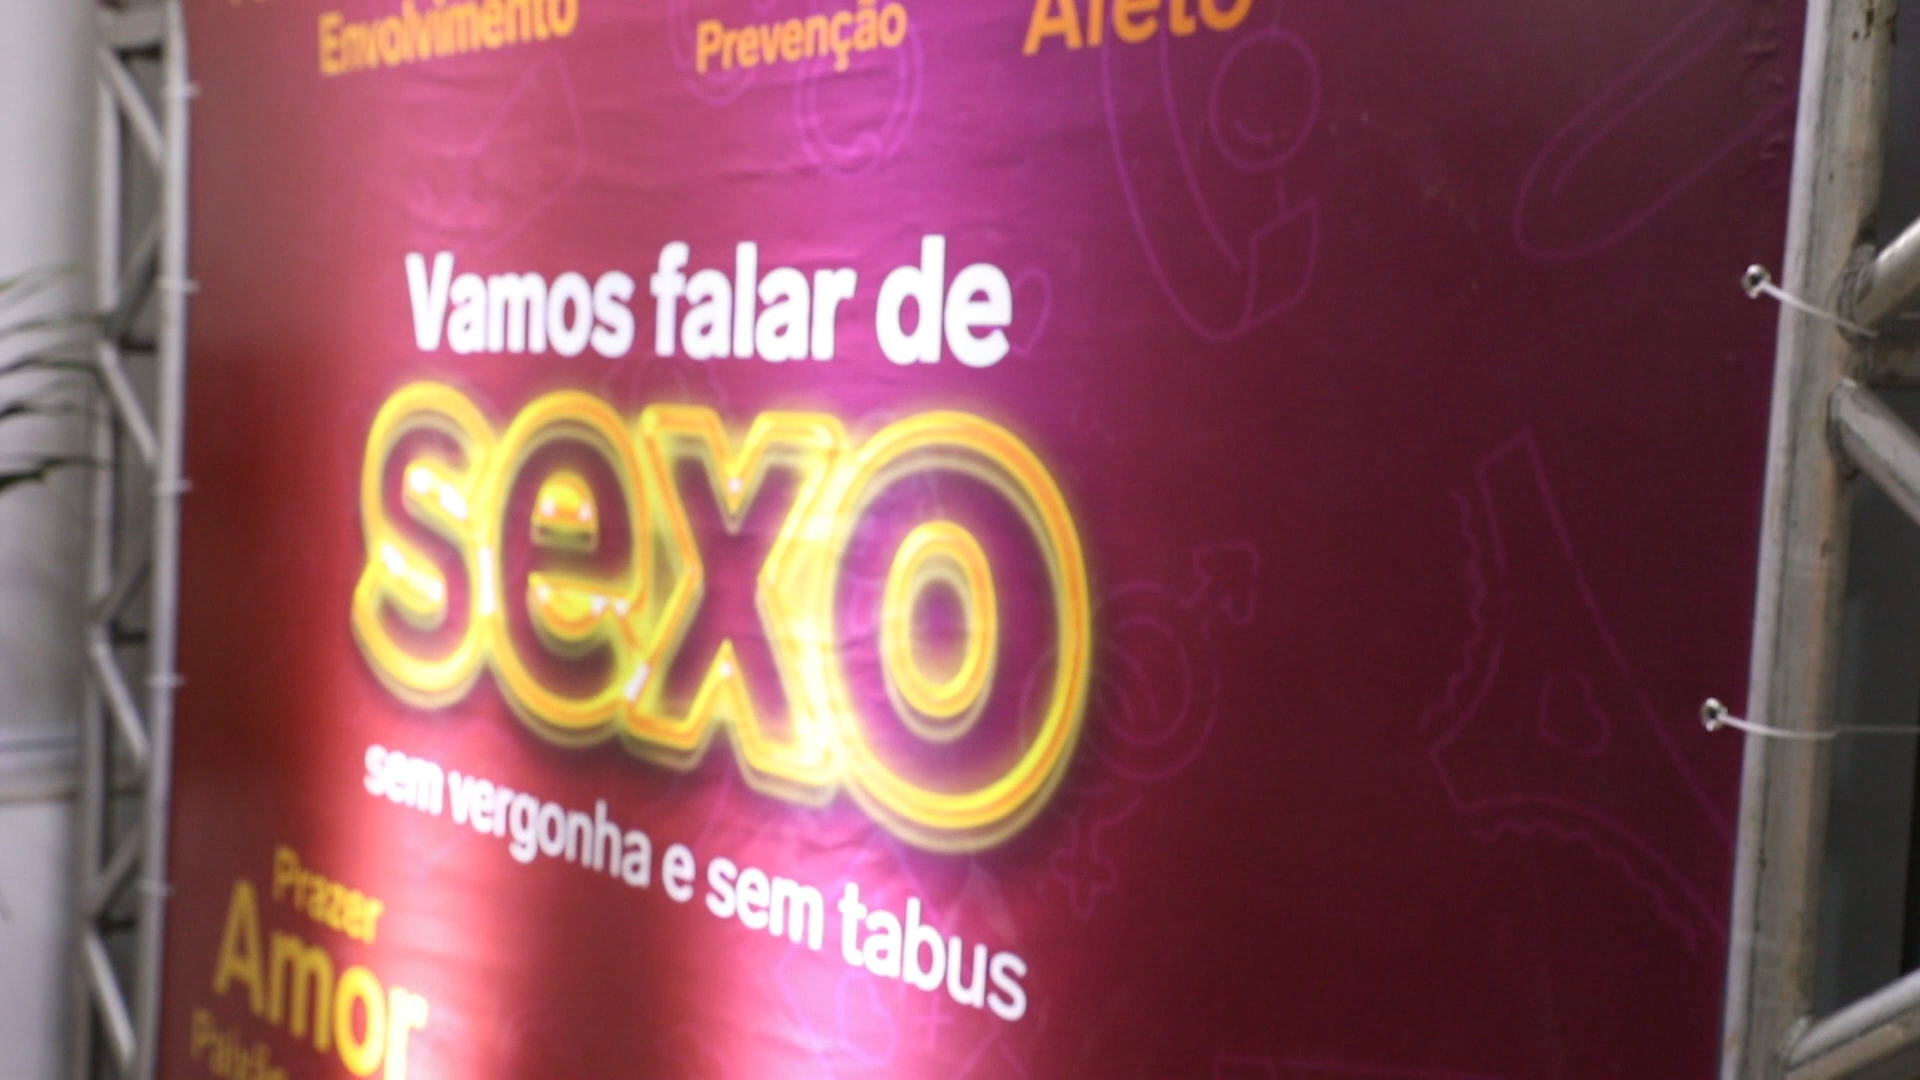 Envolvimento
Prevenção
Afeto
Vamos falar de
sexo
sem vergonha e sem tabus
Prazer
Amor